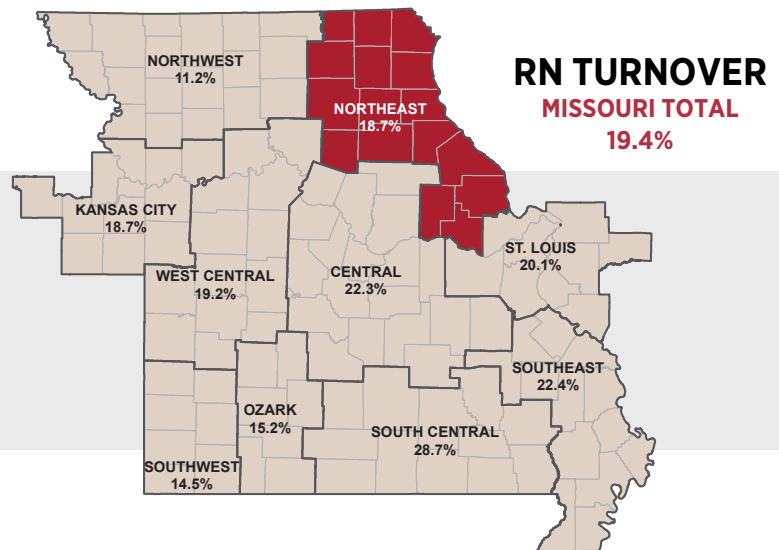 RN TURNOVER
MISSOURI TOTAL
19.4%
NORTHWEST
11.2%
NORTHEAST
18.7%
KANSAS CITY
18.7%
ST. LOUIS
20.1%
WEST CENTRAL
19.2%
CENTRAL
22.3%
SOUTHEAST
22.4%
OZARK
15.2%
SOUTH CENTRAL
28.7%
SOUTHWEST
14.5%